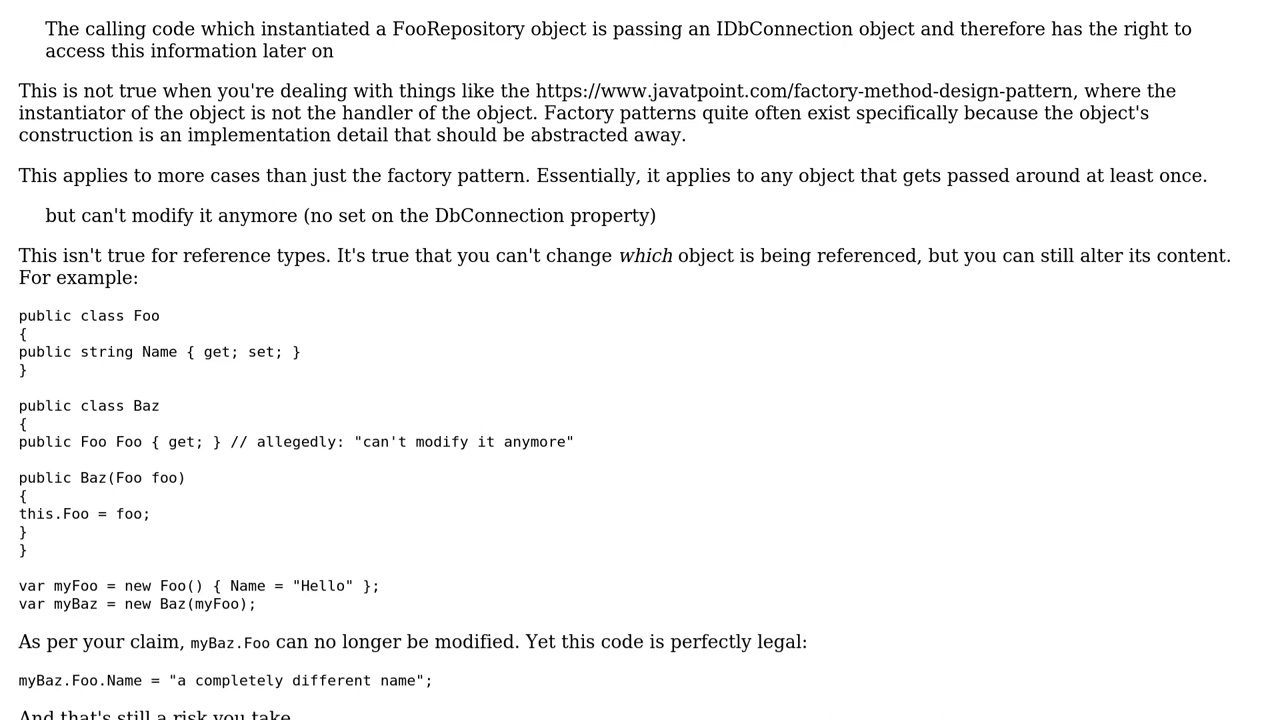 The calling code which instantiated a FooRepository object is passing an IDbConnection object and therefore has the right to
access this information later on
This is not true when you're dealing with things like the https://www.javatpoint.com/factory-method-design-pattern, where the
instantiator of the object is not the handler of the object. Factory patterns quite often exist specifically because the object's
construction is an implementation detail that should be abstracted away.
This applies to more cases than just the factory pattern. Essentially, it applies to any object that gets passed around at least once.
but can't modify it anymore (no set on the DbConnection property)
This isn't true for reference types. It's true that you can't change which object is being referenced, but you can still alter its content.
For example:
public class Foo
{
public string Name { get; set; }
}
public class Baz
{
public Foo Foo { get; } // allegedly: "can't modify it anymore"
public Baz(Foo foo)
{
this.Foo = foo;
}
}
var myFoo = new Foo() { Name = "Hello" };
var myBaz = new Baz(myFoo);
As per your claim, myBaz.Foo can no longer be modified. Yet this code is perfectly legal:
myBaz.Foo.Name = "a completely different name";
And that's still a risk you take